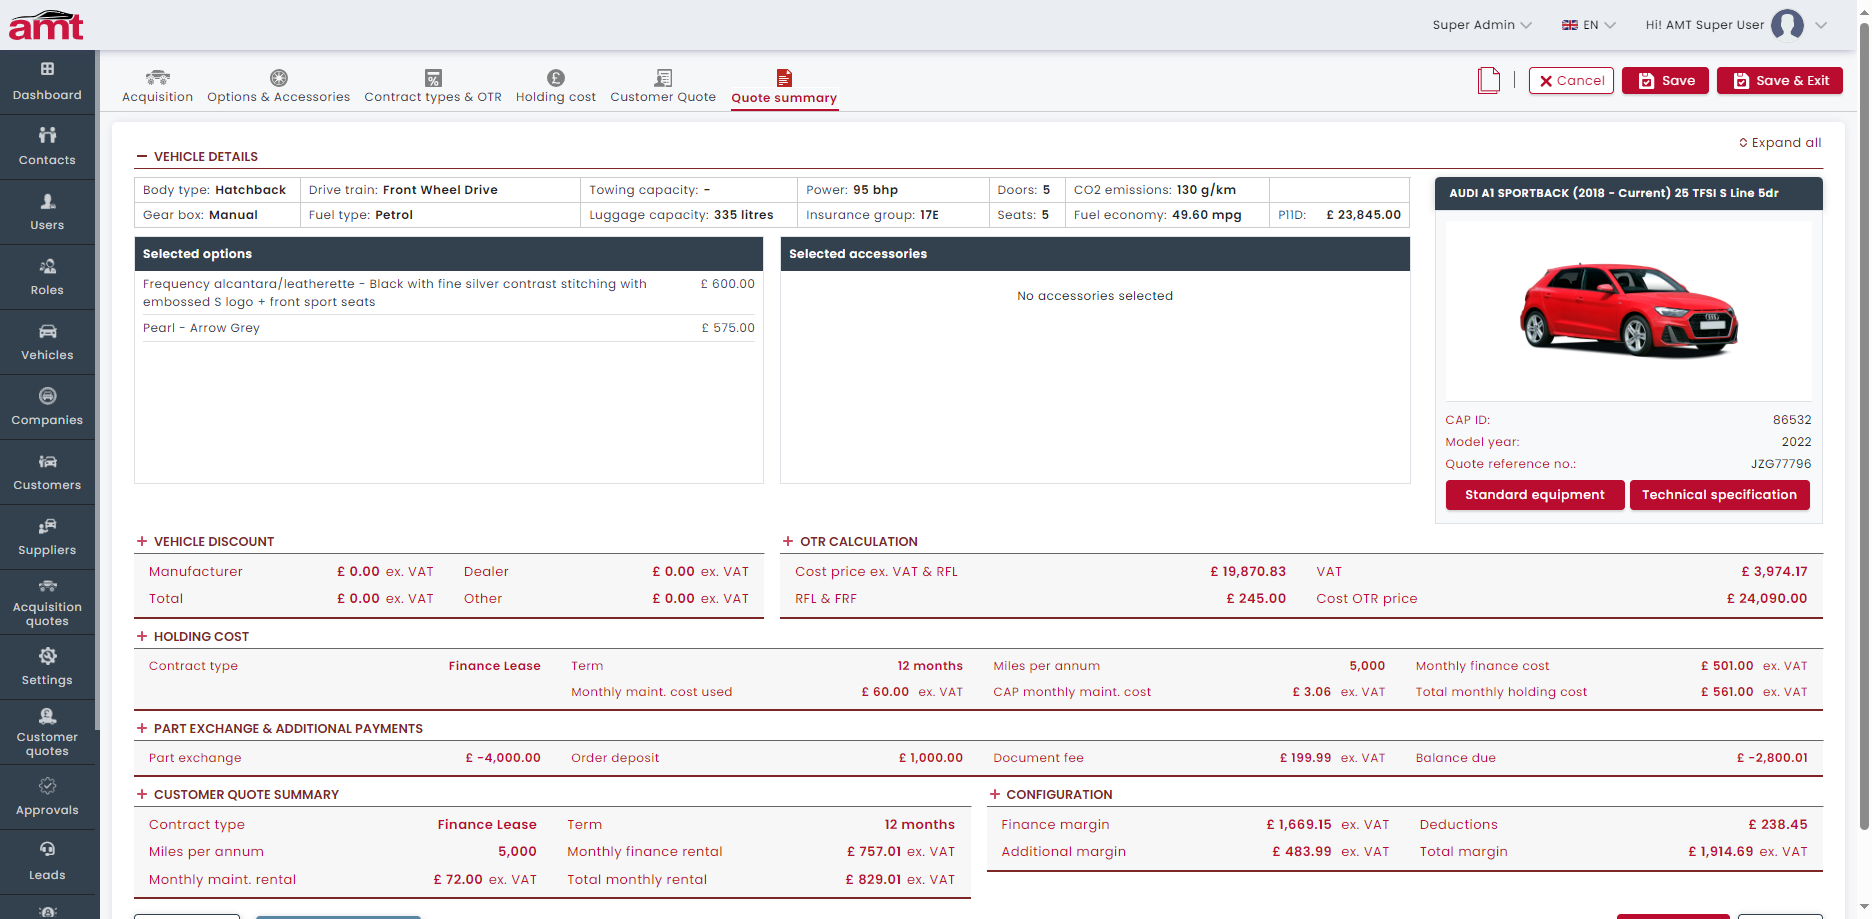 amt
Super Admin
EN
Hi! AMT Super User
Dashboard
Contacts
Users
Roles
Vehicles
Companies
Customers
Suppliers
Acquisition
quotes
Settings
Customer
quotes
Approvals
Leads
Acquisition
Options & Accessories
Contract types & OTR
Holding cost
Customer Quote
Quote summary
Cancel
Save
Save & Exit
Expand all
VEHICLE DETAILS
Body type: Hatchback
Drive train: Front Wheel Drive
Towing capacity: -
Power: 95 bhp
Doors: 5
CO2 emissions: 130 g/km
Gear box: Manual
Fuel type: Petrol
Luggage capacity: 335 litres
Insurance group: 17E
Seats: 5
Fuel economy: 49.60 mpg
P11D: £ 23,845.00
Selected options
Frequency alcantara/leatherette - Black with fine silver contrast stitching with £ 600.00
embossed S logo + front sport seats
Pearl - Arrow Grey £ 575.00
Selected accessories
No accessories selected
AUDI A1 SPORTBACK (2018 - Current) 25 TFSI S Line 5dr
CAP ID: 86532
Model year: 2022
Quote reference no.: JZG77796
Standard equipment
Technical specification
VEHICLE DISCOUNT
Manufacturer £ 0.00 ex. VAT Dealer £ 0.00 ex. VAT
Total £ 0.00 ex. VAT Other £ 0.00 ex. VAT
OTR CALCULATION
Cost price ex. VAT & RFL £ 19,870.83 VAT £ 3,974.17
RFL & FRF £ 245.00 Cost OTR price £ 24,090.00
HOLDING COST
Contract type Finance Lease Term 12 months Miles per annum 5,000 Monthly finance cost £ 501.00 ex. VAT
Monthly maint. cost used £ 60.00 ex. VAT CAP monthly maint. cost £ 3.06 ex. VAT Total monthly holding cost £ 561.00 ex. VAT
PART EXCHANGE & ADDITIONAL PAYMENTS
Part exchange £ -4,000.00 Order deposit £ 1,000.00 Document fee £ 199.99 ex. VAT Balance due £ -2,800.01
CUSTOMER QUOTE SUMMARY
Contract type Finance Lease Term 12 months
Miles per annum 5,000 Monthly finance rental £ 757.01 ex. VAT
Monthly maint. rental £ 72.00 ex. VAT Total monthly rental £ 829.01 ex. VAT
CONFIGURATION
Finance margin £ 1,669.15 ex. VAT Deductions £ 238.45
Additional margin £ 483.99 ex. VAT Total margin £ 1,914.69 ex. VAT